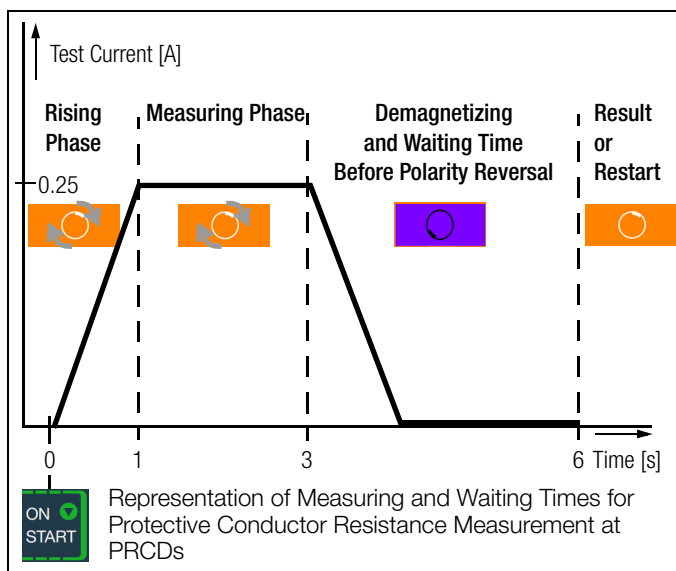 Test Current [A]
Rising
Phase
Measuring Phase
Demagnetizing
and Waiting Time
Before Polarity Reversal
Result
or
Restart
0.25
0
1
3
6
Time [s]
ON
START
Representation of Measuring and Waiting Times for
Protective Conductor Resistance Measurement at
PRCDs